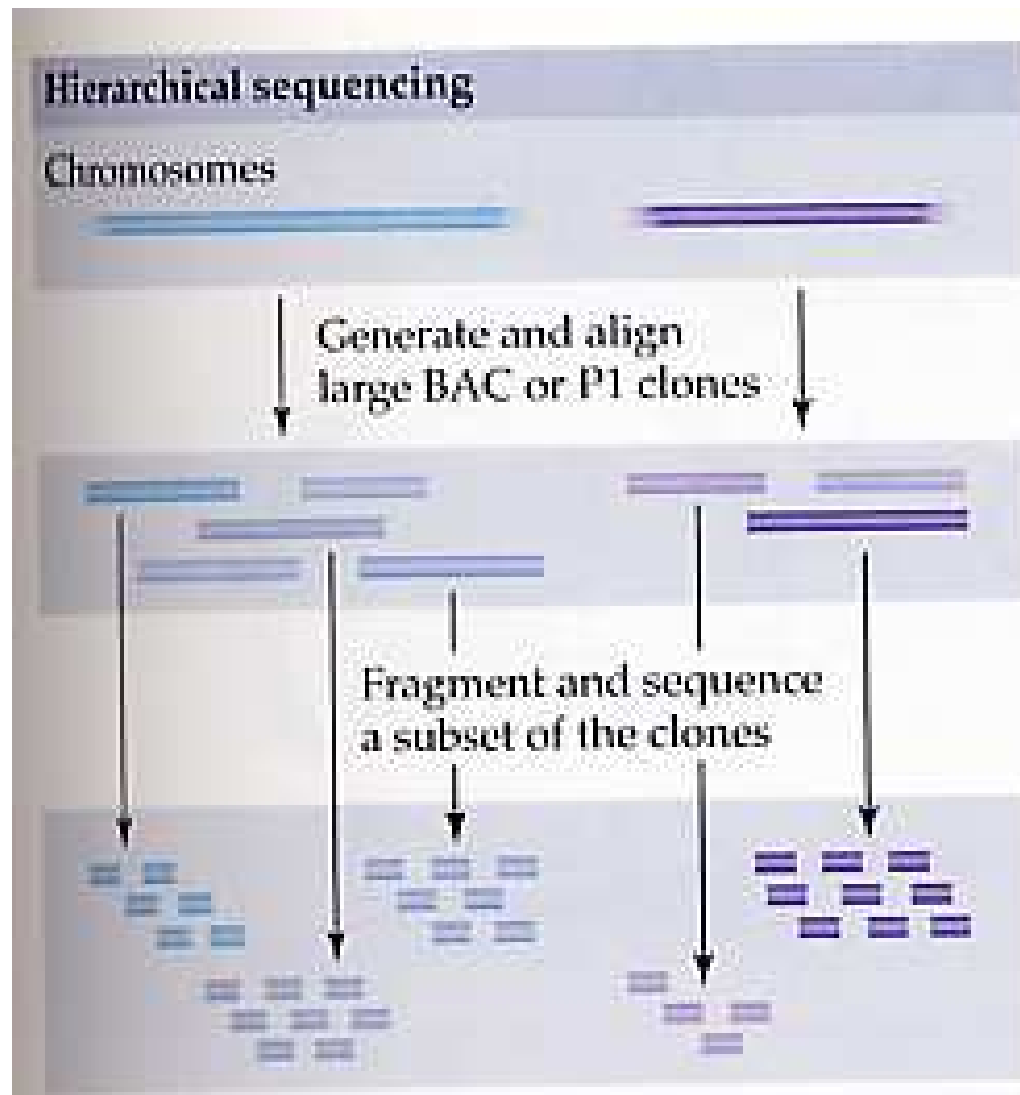 Hierarchical sequencing
Chromosomes
Generate and align
large BAC or P1 clones
Fragment and sequence
a subset of the clones